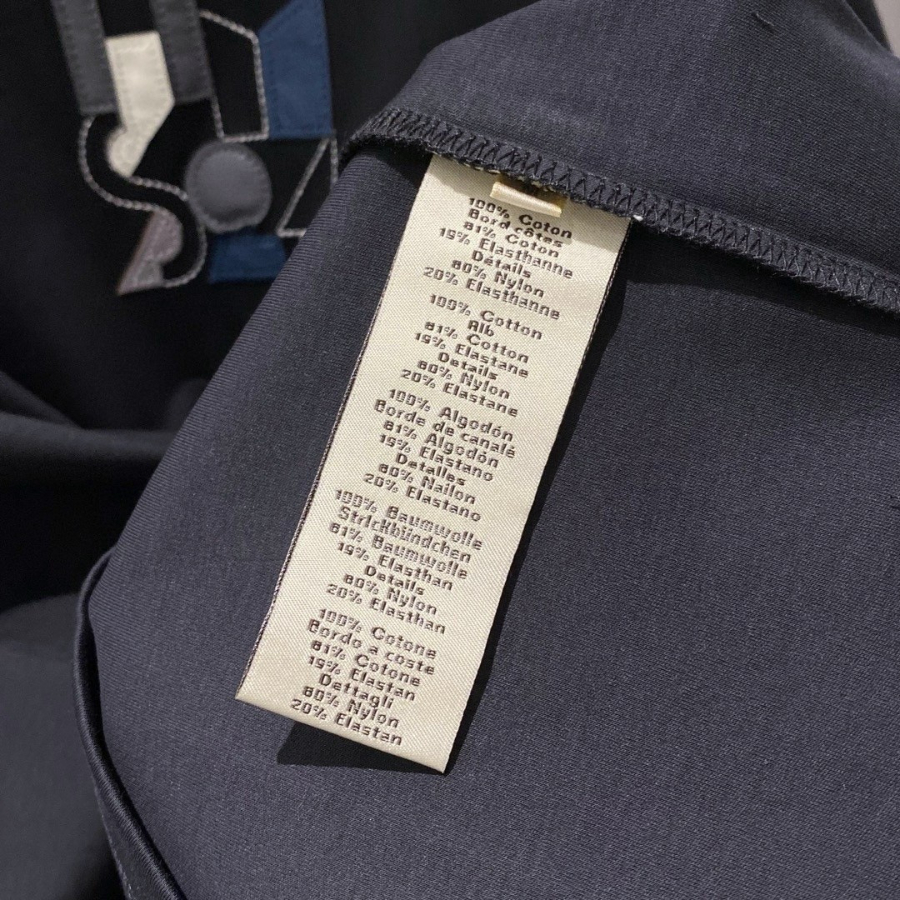 100% Coton
Bord côtes
81% Coton
19% Elasthanne
Détails
80% Nylon
20% Elasthanne
100% Cotton
Rib
81% Cotton
19% Elastane
Details
80% Nylon
20% Elastane
100% Algodón
Borde de canalé
81% Algodón
19% Elastano
Detalles
80% Nailon
20% Elastano
100% Baumwolle
Strickbündchen
81% Baumwolle
19% Elasthan
Details
80% Nylon
20% Elasthan
100% Cotone
Bordo a coste
81% Cotone
19% Elastan
Dettagli
80% Nylon
20% Elastan